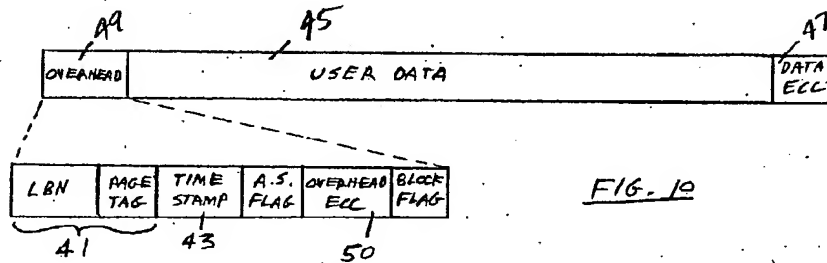 49 45 47
OVERHEAD USER DATA DATA ECC
LBN PAGE TAG TIME STAMP A.S. FLAG OVERHEAD ECC BLOCK FLAG
41 43 50
FIG. 10